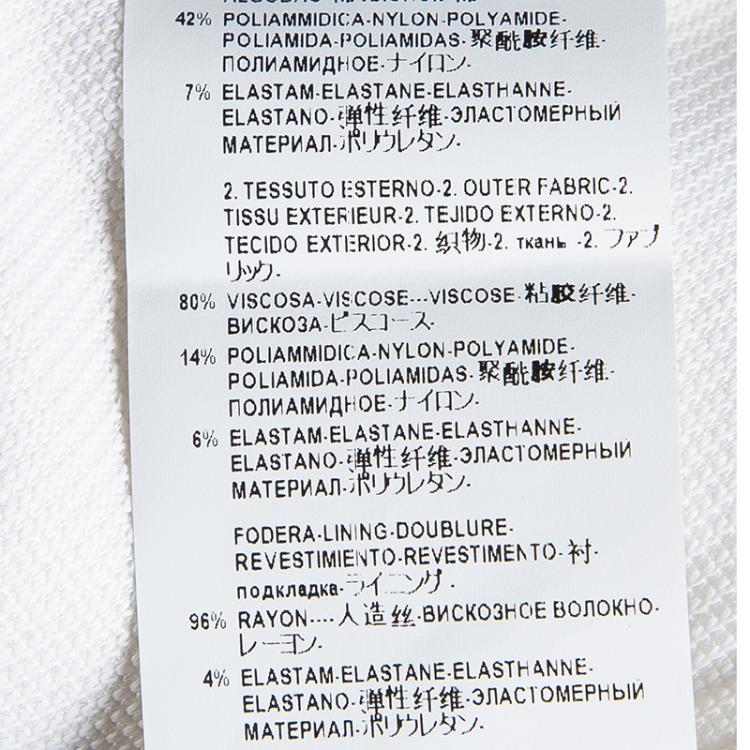 42% POLIAMMIDICA-NYLON-POLYAMIDE-
POLIAMIDA-POLIAMIDAS-聚酰胺纤维-
ПОЛИАМИДНОЕ-ナイロン-
7% ELASTAM-ELASTANE-ELASTHANNE-
ELASTANO-弹性纤维-ЭЛАСТОМЕРНЫЙ
МАТЕРИАЛ-ポリウレタン-
2. TESSUTO ESTERNO-2. OUTER FABRIC-2.
TISSU EXTERIEUR-2. TEJIDO EXTERNO-2.
TECIDO EXTERIOR-2. 织物-2. ткань -2. ファブ
リック-
80% VISCOSA-VISCOSE---VISCOSE-粘胶纤维-
ВИСКОЗА-ビスコース-
14% POLIAMMIDICA-NYLON-POLYAMIDE-
POLIAMIDA-POLIAMIDAS-聚酰胺纤维-
ПОЛИАМИДНОЕ-ナイロン-
6% ELASTAM-ELASTANE-ELASTHANNE-
ELASTANO-弹性纤维-ЭЛАСТОМЕРНЫЙ
МАТЕРИАЛ-ポリウレタン-
FODERA-LINING-DOUBLURE-
REVESTIMIENTO-REVESTIMENTO-衬-
подкладка-ライニング-
96% RAYON----人造丝-ВИСКОЗНОЕ ВОЛОКНО-
レーヨン-
4% ELASTAM-ELASTANE-ELASTHANNE-
ELASTANO-弹性纤维-ЭЛАСТОМЕРНЫЙ
МАТЕРИАЛ-ポリウレタン-